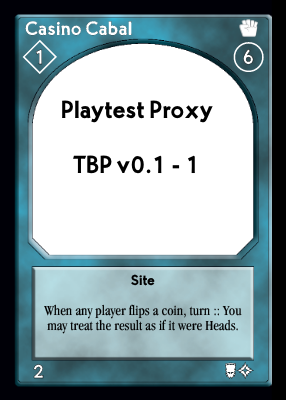 Casino Cabal
1
6
Playtest Proxy
TBP v0.1 - 1
Site
When any player flips a coin, turn :: You
may treat the result as if it were Heads.
2